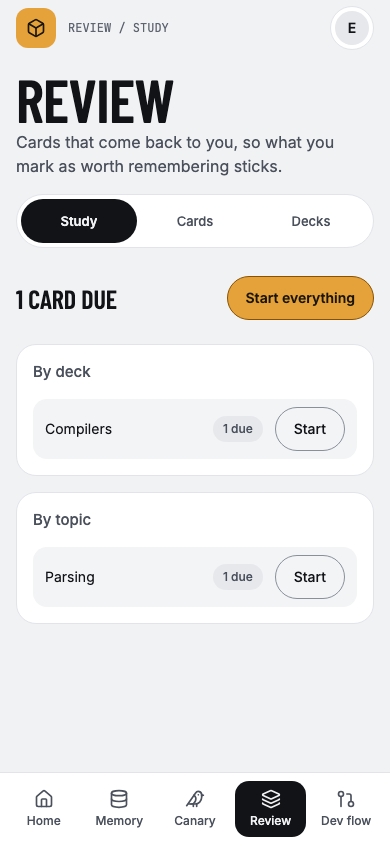 REVIEW / STUDY
E
REVIEW
Cards that come back to you, so what you
mark as worth remembering sticks.
Study
Cards
Decks
1 CARD DUE
Start everything
By deck
Compilers
1 due
Start
By topic
Parsing
1 due
Start
Home
Memory
Canary
Review
Dev flow